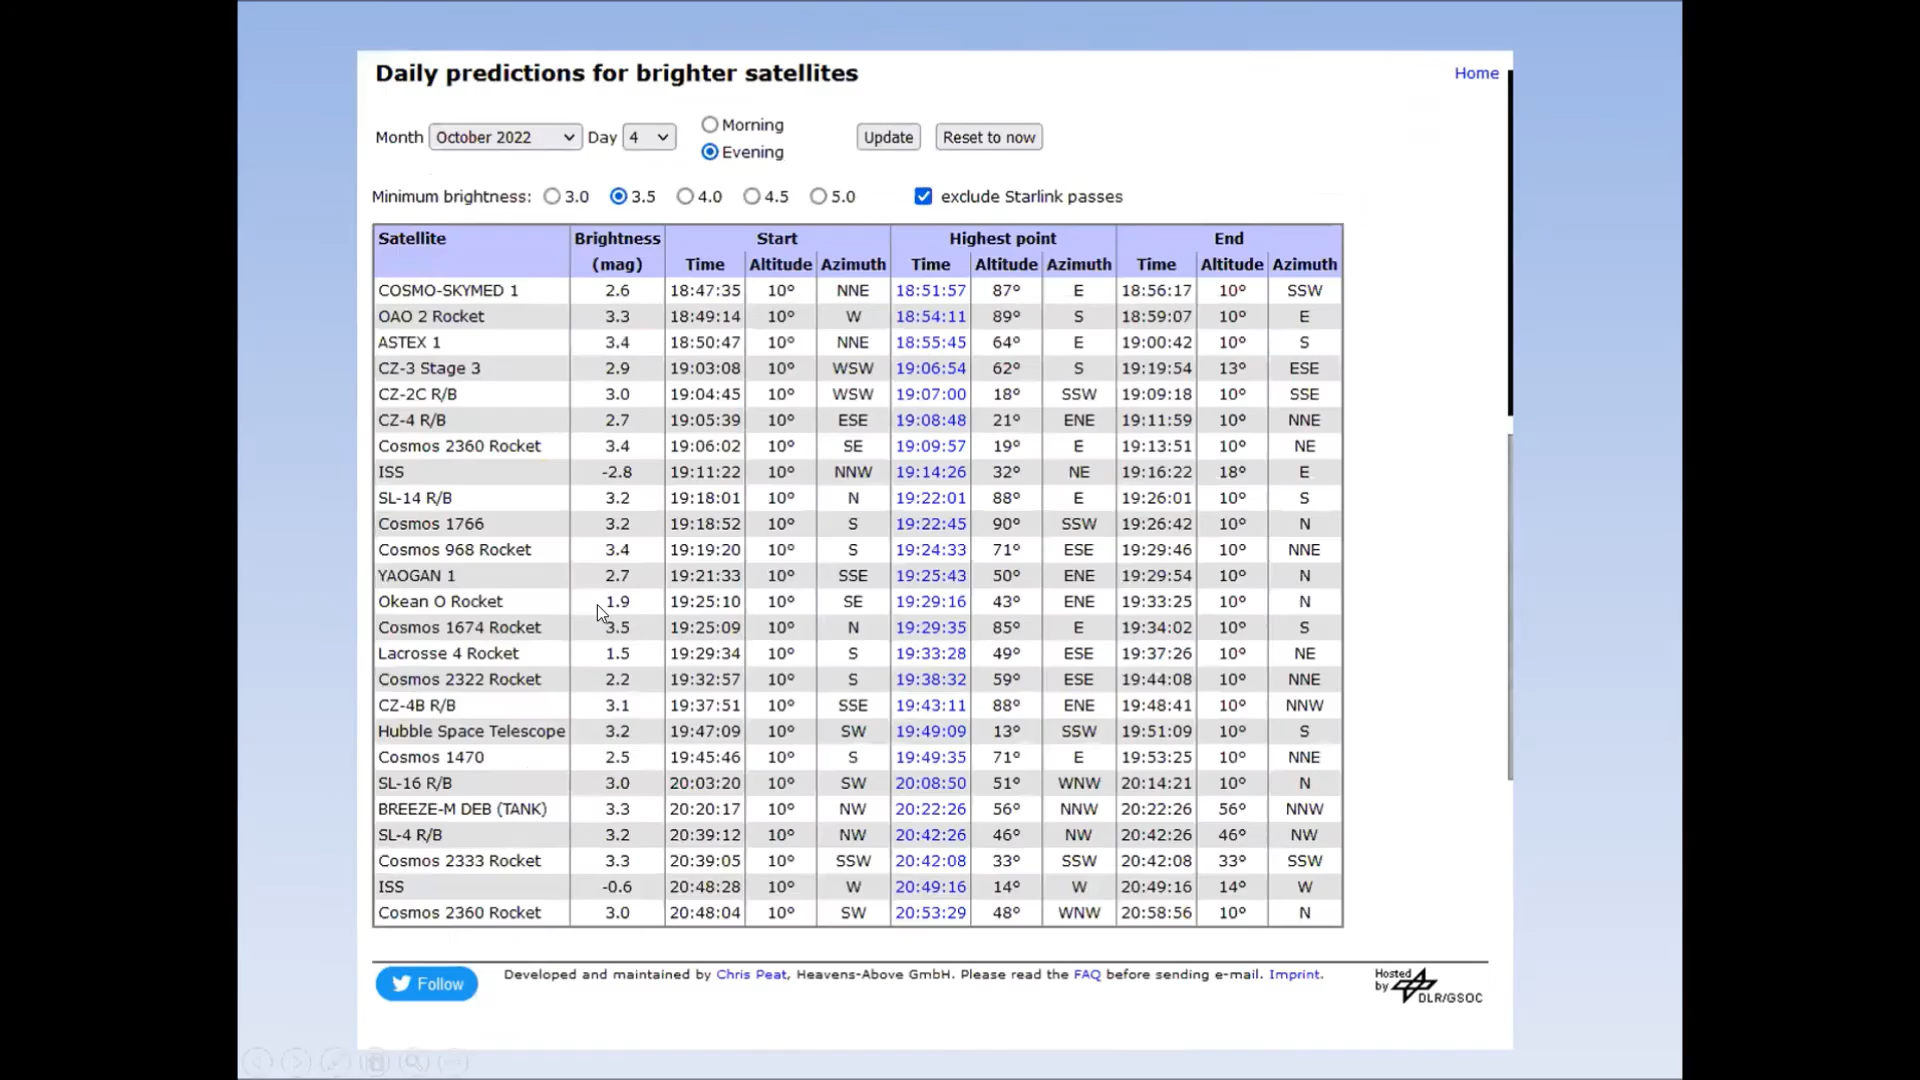 Daily predictions for brighter satellites
Home
Month October 2022 Day 4 Morning Evening Update Reset to now
Minimum brightness: 3.0 3.5 4.0 4.5 5.0 exclude Starlink passes
Satellite Brightness (mag) Start Highest point End
Time Altitude Azimuth Time Altitude Azimuth Time Altitude Azimuth
COSMO-SKYMED 1 2.6 18:47:35 10° NNE 18:51:57 87° E 18:56:17 10° SSW
OAO 2 Rocket 3.3 18:49:14 10° W 18:54:11 89° S 18:59:07 10° E
ASTEX 1 3.4 18:50:47 10° NNE 18:55:45 64° E 19:00:42 10° S
CZ-3 Stage 3 2.9 19:03:08 10° WSW 19:06:54 62° S 19:19:54 13° ESE
CZ-2C R/B 3.0 19:04:45 10° WSW 19:07:00 18° SSW 19:09:18 10° SSE
CZ-4 R/B 2.7 19:05:39 10° ESE 19:08:48 21° ENE 19:11:59 10° NNE
Cosmos 2360 Rocket 3.4 19:06:02 10° SE 19:09:57 19° E 19:13:51 10° NE
ISS -2.8 19:11:22 10° NNW 19:14:26 32° NE 19:16:22 18° E
SL-14 R/B 3.2 19:18:01 10° N 19:22:01 88° E 19:26:01 10° S
Cosmos 1766 3.2 19:18:52 10° S 19:22:45 90° SSW 19:26:42 10° N
Cosmos 968 Rocket 3.4 19:19:20 10° S 19:24:33 71° ESE 19:29:46 10° NNE
YAOGAN 1 2.7 19:21:33 10° SSE 19:25:43 50° ENE 19:29:54 10° N
Okean O Rocket 1.9 19:25:10 10° SE 19:29:16 43° ENE 19:33:25 10° N
Cosmos 1674 Rocket 3.5 19:25:09 10° N 19:29:35 85° E 19:34:02 10° S
Lacrosse 4 Rocket 1.5 19:29:34 10° S 19:33:28 49° ESE 19:37:26 10° NE
Cosmos 2322 Rocket 2.2 19:32:57 10° S 19:38:32 59° ESE 19:44:08 10° NNE
CZ-4B R/B 3.1 19:37:51 10° SSE 19:43:11 88° ENE 19:48:41 10° NNW
Hubble Space Telescope 3.2 19:47:09 10° SW 19:49:09 13° SSW 19:51:09 10° S
Cosmos 1470 2.5 19:45:46 10° S 19:49:35 71° E 19:53:25 10° NNE
SL-16 R/B 3.0 20:03:20 10° SW 20:08:50 51° WNW 20:14:21 10° N
BREEZE-M DEB (TANK) 3.3 20:20:17 10° NW 20:22:26 56° NNW 20:22:26 56° NNW
SL-4 R/B 3.2 20:39:12 10° NW 20:42:26 46° NW 20:42:26 46° NW
Cosmos 2333 Rocket 3.3 20:39:05 10° SSW 20:42:08 33° SSW 20:42:08 33° SSW
ISS -0.6 20:48:28 10° W 20:49:16 14° W 20:49:16 14° W
Cosmos 2360 Rocket 3.0 20:48:04 10° SW 20:53:29 48° WNW 20:58:56 10° N
Follow
Developed and maintained by Chris Peat, Heavens-Above GmbH. Please read the FAQ before sending e-mail. Imprint.
Hosted by DLR/GSOC